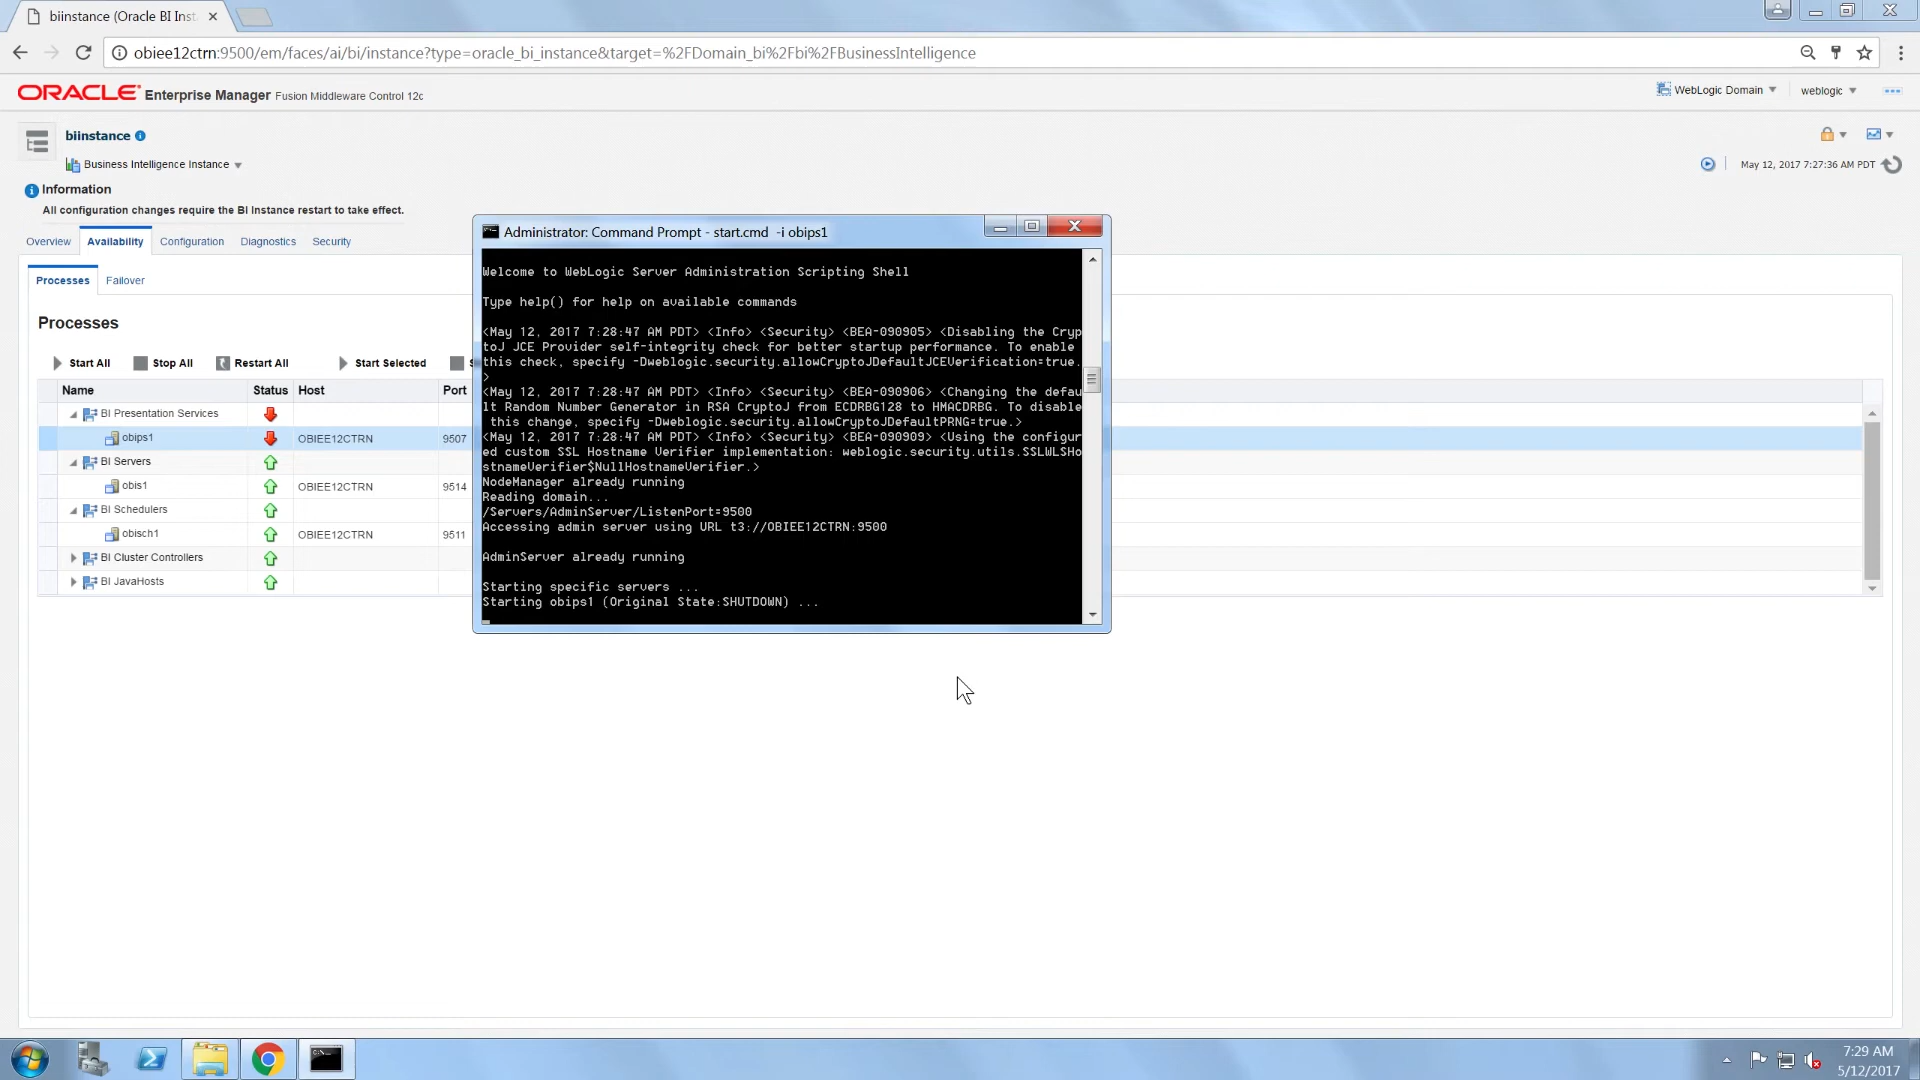 biinstance (Oracle BI Inst
obiee12ctrn:9500/em/faces/ai/bi/instance?type=oracle_bi_instance&target=%2FDomain_bi%2Fbi%2FBusinessIntelligence
ORACLE Enterprise Manager Fusion Middleware Control 12c
WebLogic Domain
weblogic
biinstance
Business Intelligence Instance
May 12, 2017 7:27:36 AM PDT
Information
All configuration changes require the BI Instance restart to take effect.
Overview Availability Configuration Diagnostics Security
Processes Failover
Processes
Start All Stop All Restart All Start Selected
Name Status Host Port
BI Presentation Services
obips1 OBIEE12CTRN 9507
BI Servers
obis1 OBIEE12CTRN 9514
BI Schedulers
obisch1 OBIEE12CTRN 9511
BI Cluster Controllers
BI JavaHosts
Administrator: Command Prompt - start.cmd -i obips1
Welcome to WebLogic Server Administration Scripting Shell
Type help() for help on available commands
<May 12, 2017 7:28:47 AM PDT> <Info> <Security> <BEA-090905> <Disabling the Cryp
toJ JCE Provider self-integrity check for better startup performance. To enable
this check, specify -Dweblogic.security.allowCryptoJDefaultJCEVerification=true.
>
<May 12, 2017 7:28:47 AM PDT> <Info> <Security> <BEA-090906> <Changing the defau
lt Random Number Generator in RSA CryptoJ from ECDRBG128 to HMACDRBG. To disable
this change, specify -Dweblogic.security.allowCryptoJDefaultPRNG=true.>
<May 12, 2017 7:28:47 AM PDT> <Info> <Security> <BEA-090909> <Using the configur
ed custom SSL Hostname Verifier implementation: weblogic.security.utils.SSLWLSHo
stnameVerifier$NullHostnameVerifier.>
NodeManager already running
Reading domain...
/Servers/AdminServer/ListenPort=9500
Accessing admin server using URL t3://OBIEE12CTRN:9500
AdminServer already running
Starting specific servers ...
Starting obips1 (Original State:SHUTDOWN) ...
7:29 AM
5/12/2017